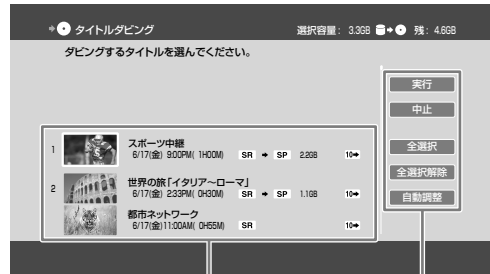 タイトルダビング
選択容量: 3.3GB 残: 4.6GB
ダビングするタイトルを選んでください。
実行
中止
全選択
全選択解除
自動調整
1 スポーツ中継
6/17(金) 9:00PM( 1H00M) SR ➔ SP 2.2GB 10➔
2 世界の旅「イタリア〜ローマ」
6/17(金) 2:33PM( 0H30M) SR ➔ SP 1.1GB 10➔
都市ネットワーク
6/17(金)11:00AM( 0H55M) SR 10➔